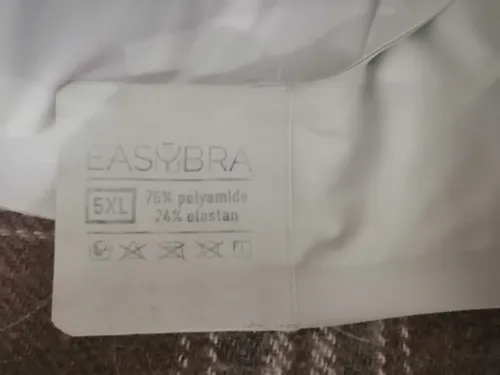 EASYBRA
5XL
76% polyamide
24% elastan